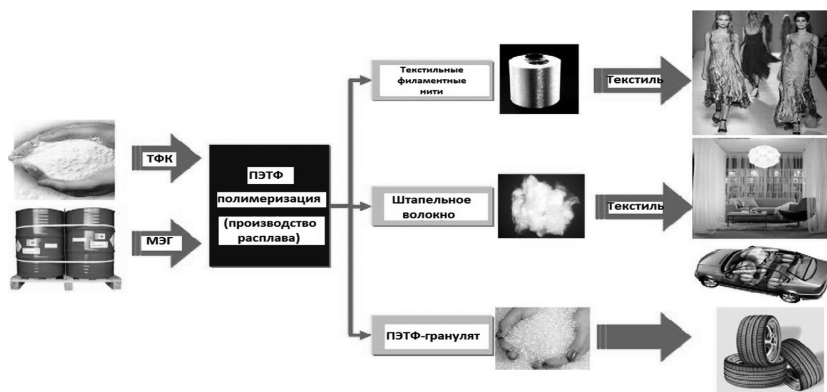 ТФК
МЭГ
ПЭТФ
полимеризация
(производство
расплава)
Текстильные
филаментные
нити
Текстиль
Штапельное
волокно
Текстиль
ПЭТФ-гранулят